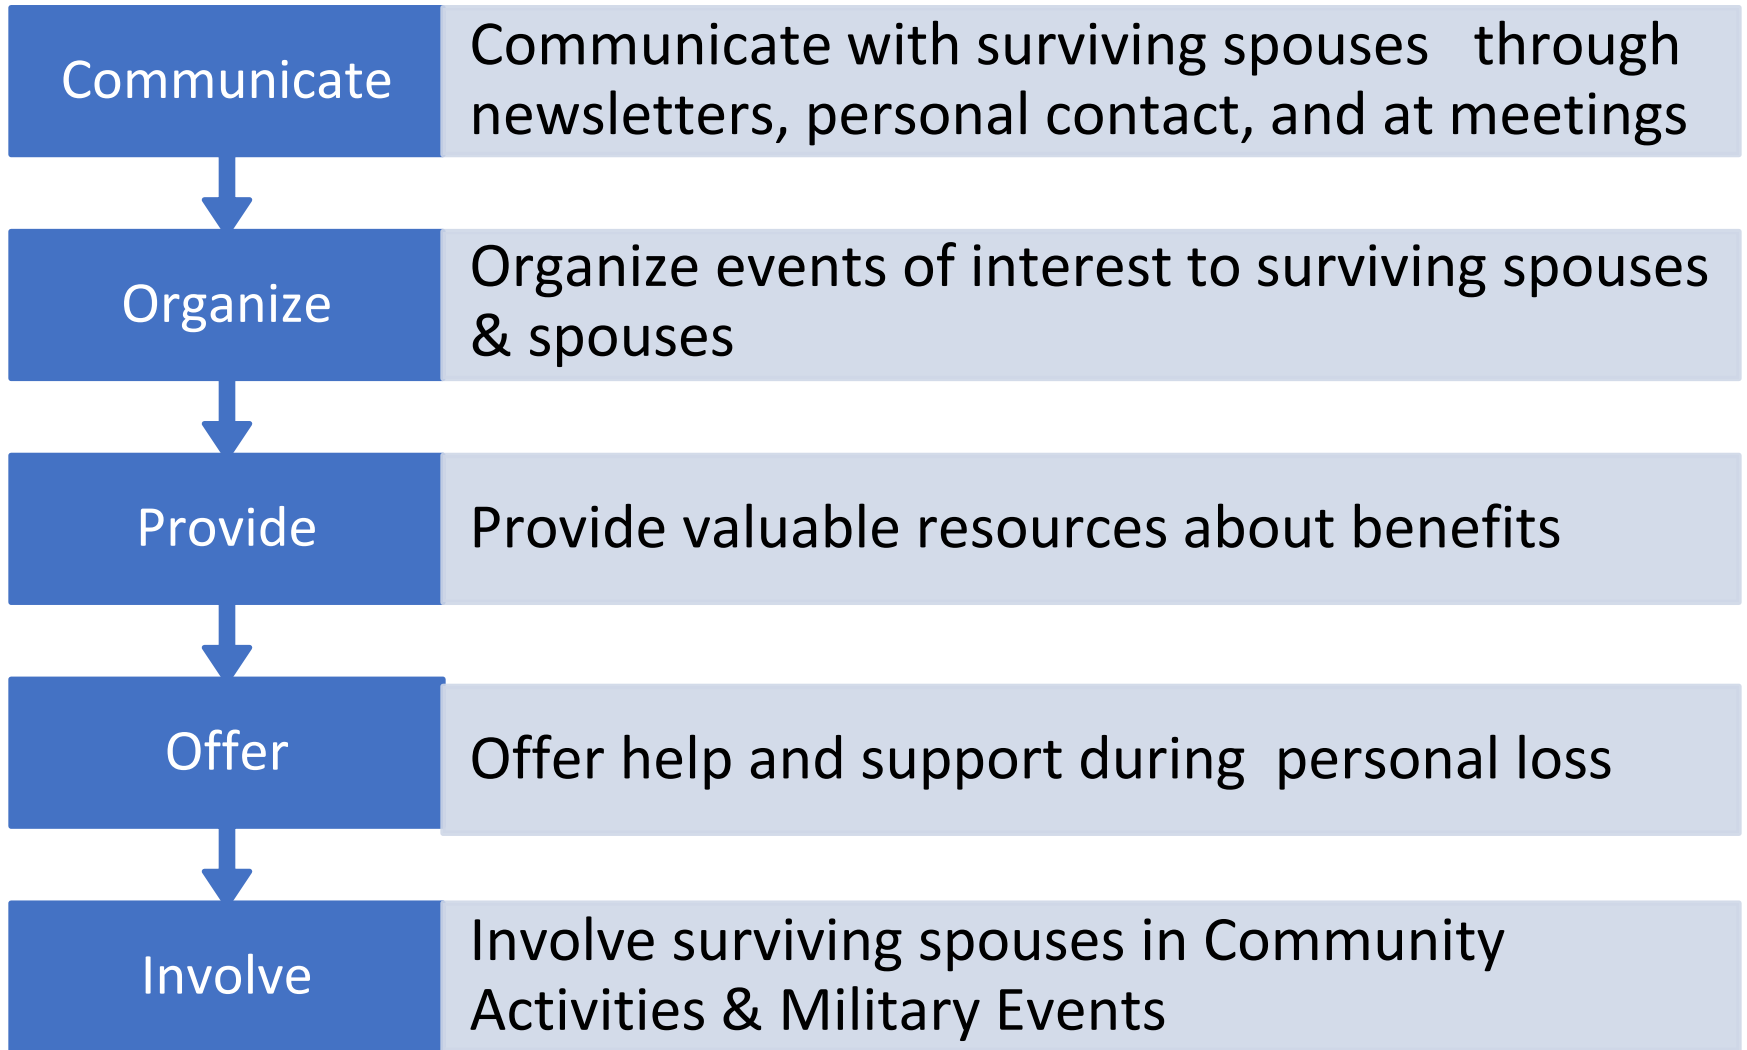 Communicate
Communicate with surviving spouses   through
newsletters, personal contact, and at meetings
Organize
Organize events of interest to surviving spouses
& spouses
Provide
Provide valuable resources about benefits
Offer
Offer help and support during  personal loss
Involve
Involve surviving spouses in Community
Activities & Military Events